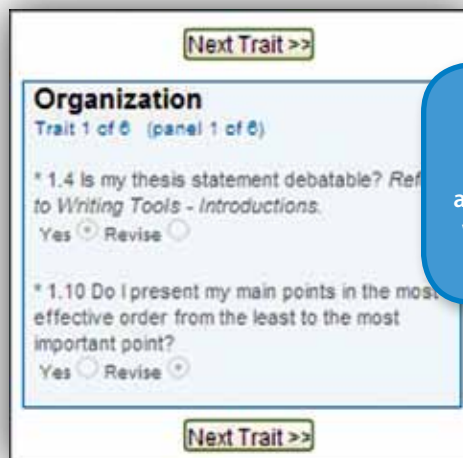 Next Trait >>
Organization
Trait 1 of 6 (panel 1 of 6)
* 1.4 Is my thesis statement debatable? Ref
to Writing Tools - Introductions.
Yes Revise
* 1.10 Do I present my main points in the most
effective order from the least to the most
important point?
Yes Revise
Next Trait >>